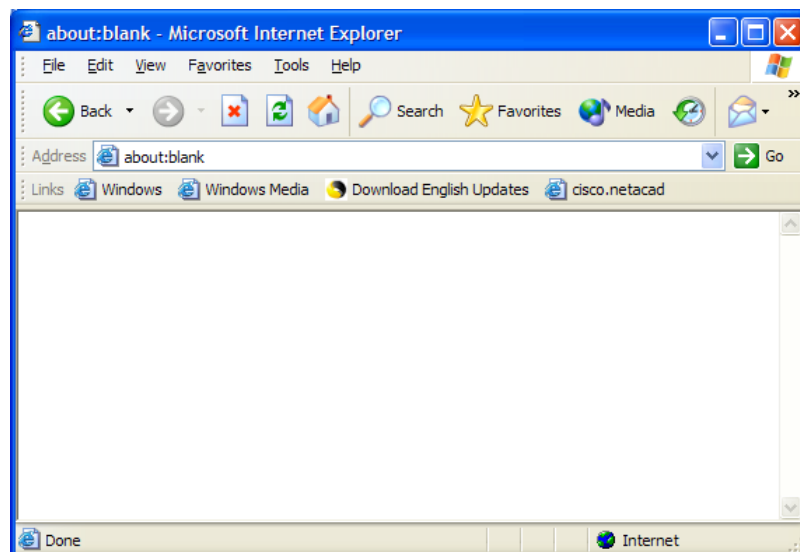 about:blank - Microsoft Internet Explorer
File Edit View Favorites Tools Help
Back Search Favorites Media »
Address about:blank Go
Links Windows Windows Media Download English Updates cisco.netacad
Done Internet